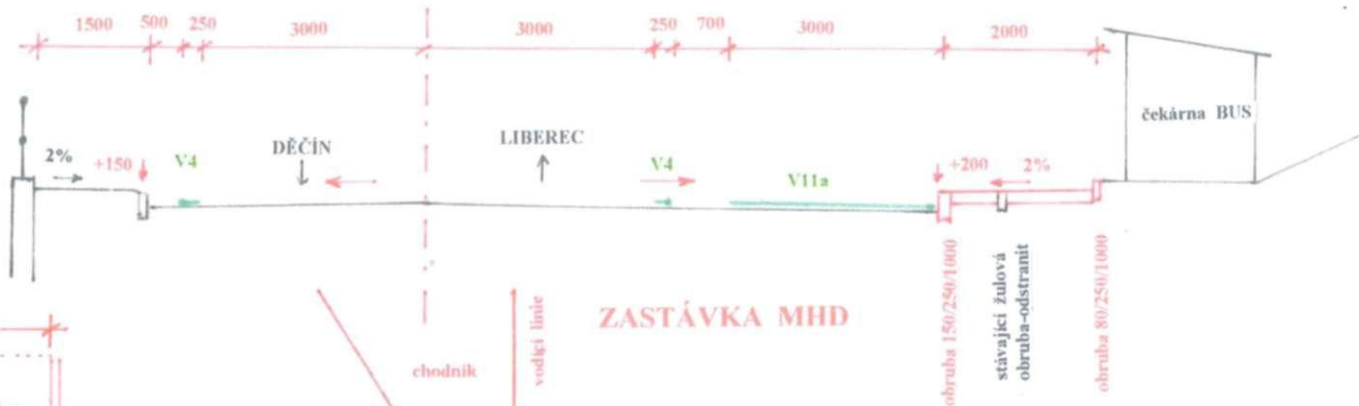 1500 500 250 3000 3000 250 700 3000 2000
čekárna BUS
DĚČÍN
LIBEREC
2%
+150
V4
V4
V11a
+200
2%
ZASTÁVKA MHD
chodník
vodicí linie
obruba 150/250/1000
stávající žulová
obruba-odstranit
obruba 80/250/1000